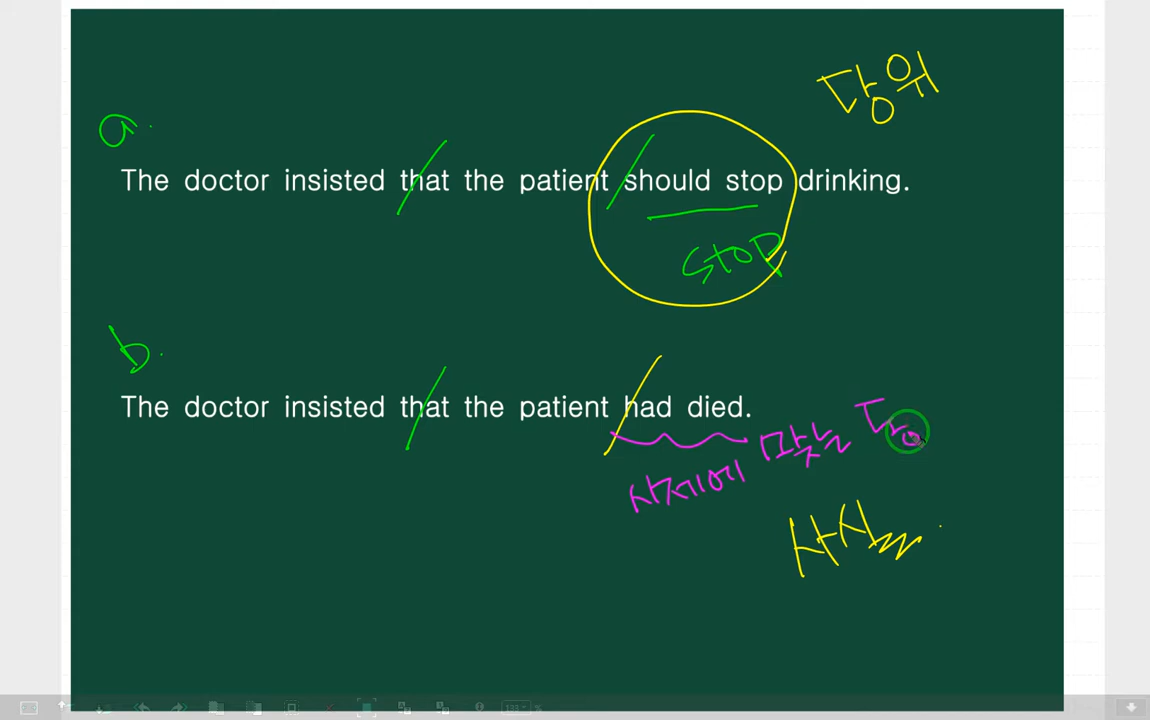 당위
a.
The doctor insisted that the patient should stop drinking.
stop
b.
The doctor insisted that the patient had died.
시제에 맞는
사실
133 %